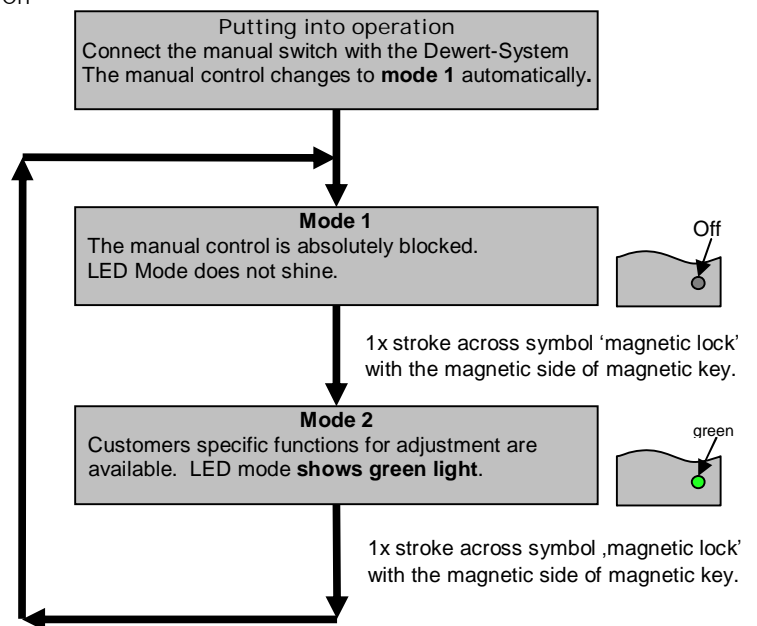 Putting into operation
Connect the manual switch with the Dewert-System
The manual control changes to mode 1 automatically.
Mode 1
The manual control is absolutely blocked.
LED Mode does not shine.
Off
1x stroke across symbol ‘magnetic lock’
with the magnetic side of magnetic key.
Mode 2
Customers specific functions for adjustment are
available. LED mode shows green light.
green
1x stroke across symbol ‚magnetic lock’
with the magnetic side of magnetic key.